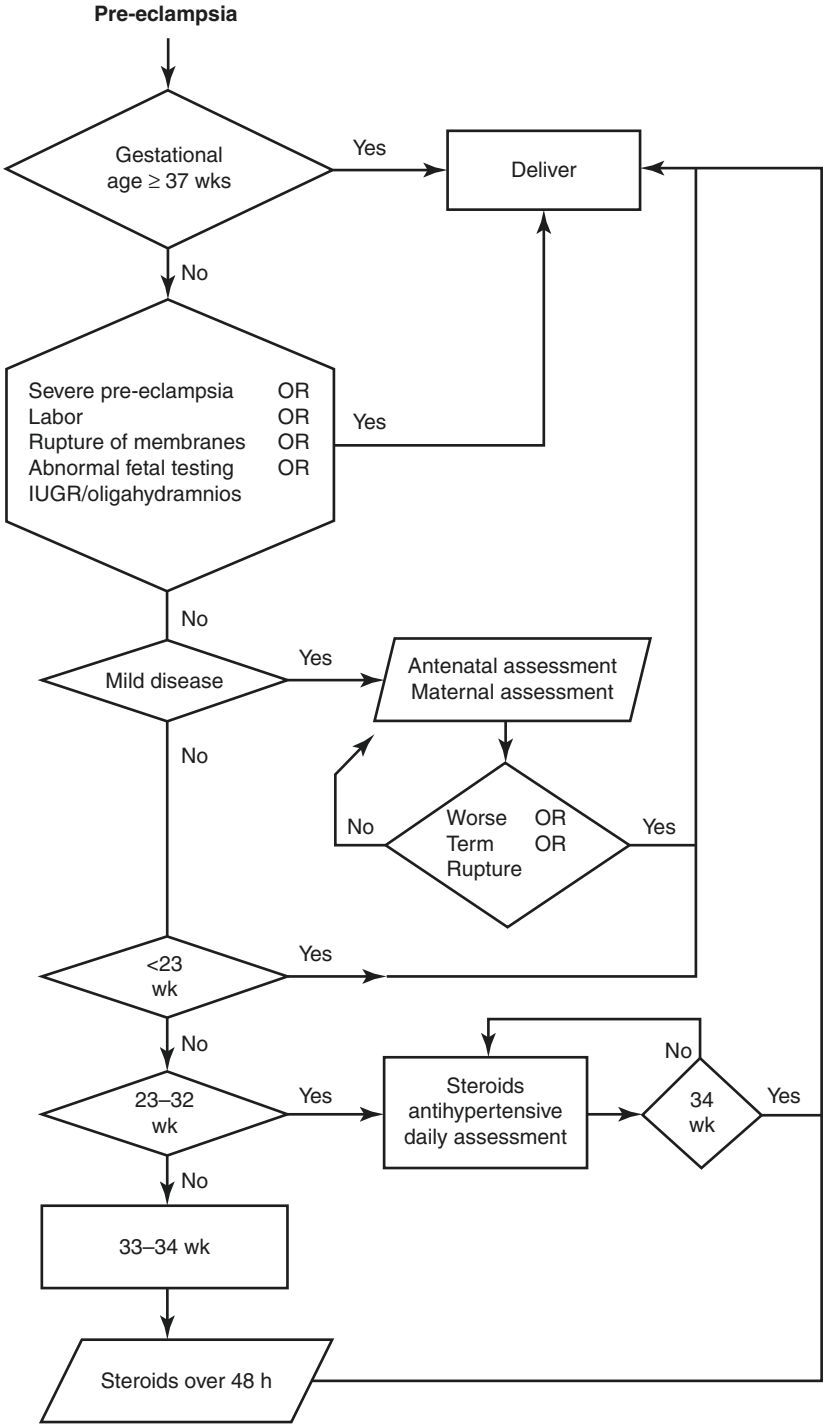 Pre-eclampsia
Gestational
age ≥ 37 wks
Yes
Deliver
No
Severe pre-eclampsia OR
Labor OR
Rupture of membranes OR
Abnormal fetal testing OR
IUGR/oligahydramnios
Yes
No
Mild disease
Yes
Antenatal assessment
Maternal assessment
No
Worse OR
Term OR
Rupture
No
Yes
<23
wk
Yes
No
23–32
wk
Yes
Steroids
antihypertensive
daily assessment
No
34
wk
Yes
No
33–34 wk
Steroids over 48 h